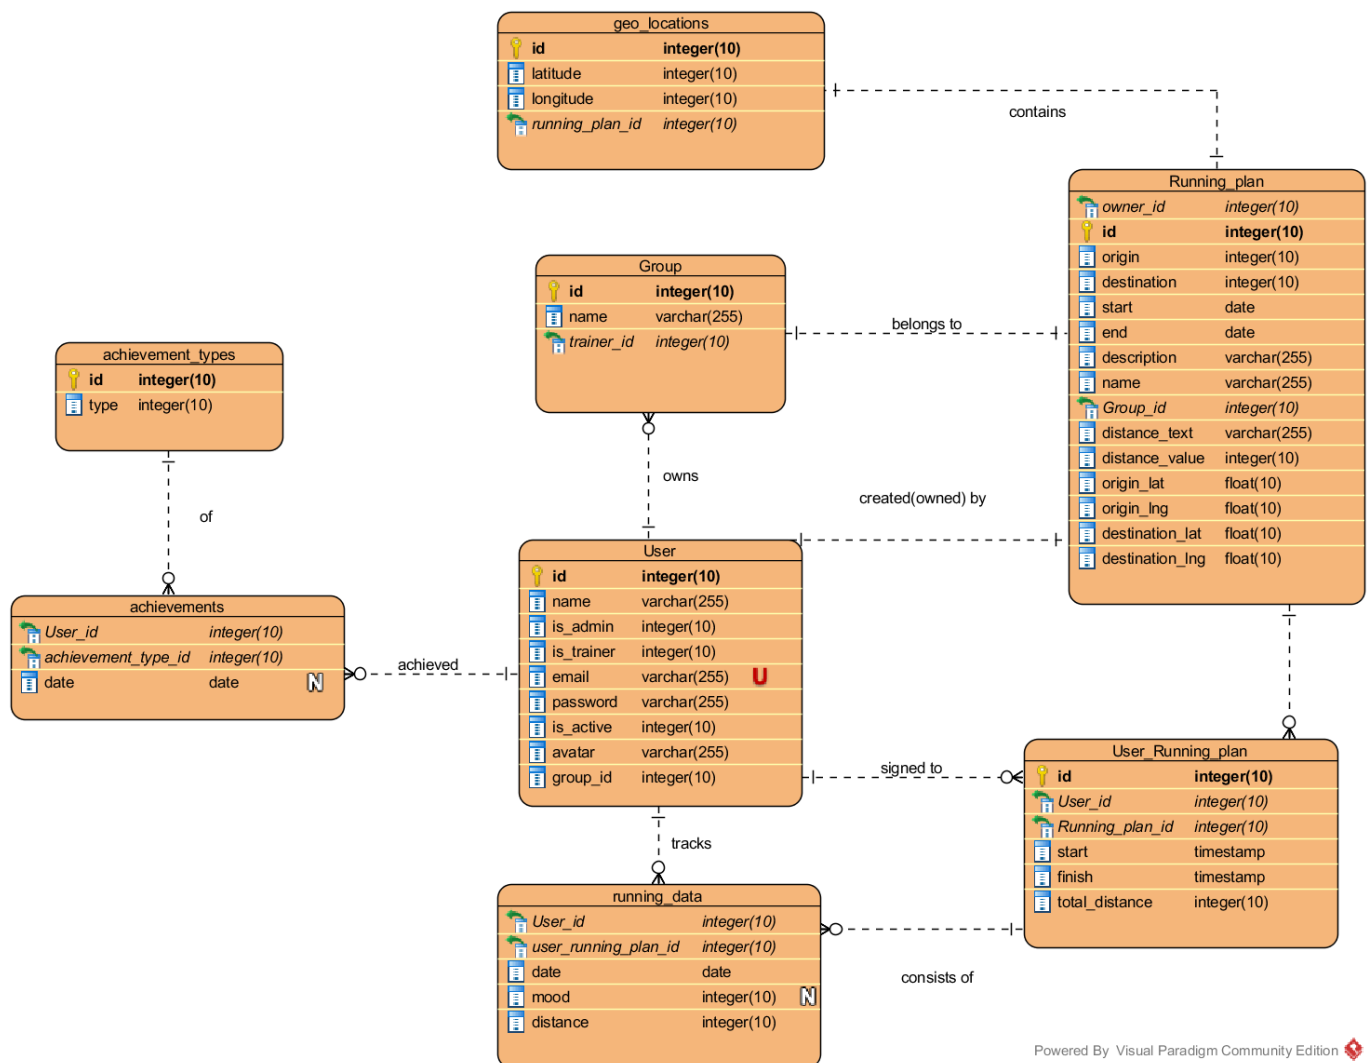 geo_locations
id integer(10)
latitude integer(10)
longitude integer(10)
running_plan_id integer(10)
contains
Running_plan
owner_id integer(10)
id integer(10)
origin integer(10)
destination integer(10)
start date
end date
description varchar(255)
name varchar(255)
Group_id integer(10)
distance_text varchar(255)
distance_value integer(10)
origin_lat float(10)
origin_lng float(10)
destination_lat float(10)
destination_lng float(10)
Group
id integer(10)
name varchar(255)
trainer_id integer(10)
belongs to
achievement_types
id integer(10)
type integer(10)
of
owns
created(owned) by
User
id integer(10)
name varchar(255)
is_admin integer(10)
is_trainer integer(10)
email varchar(255) U
password varchar(255)
is_active integer(10)
avatar varchar(255)
group_id integer(10)
achievements
User_id integer(10)
achievement_type_id integer(10)
date date N
achieved
signed to
User_Running_plan
id integer(10)
User_id integer(10)
Running_plan_id integer(10)
start timestamp
finish timestamp
total_distance integer(10)
tracks
running_data
User_id integer(10)
user_running_plan_id integer(10)
date date
mood integer(10) N
distance integer(10)
consists of
Powered By Visual Paradigm Community Edition